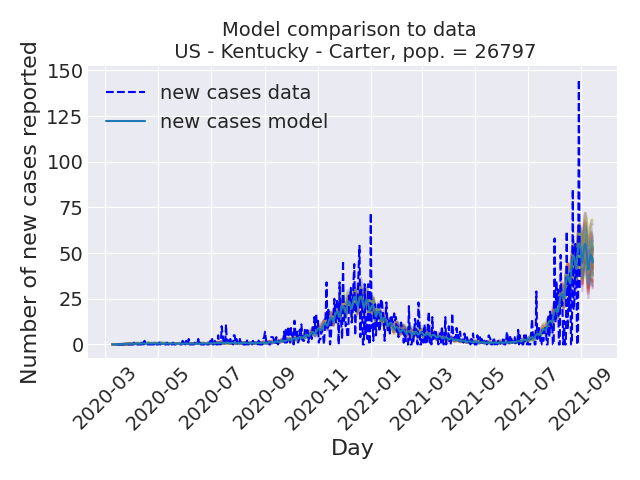 Model comparison to data
US - Kentucky - Carter, pop. = 26797
Number of new cases reported
150
125
100
75
50
25
0
new cases data
new cases model
2020-03
2020-05
2020-07
2020-09
2020-11
2021-01
2021-03
2021-05
2021-07
2021-09
Day